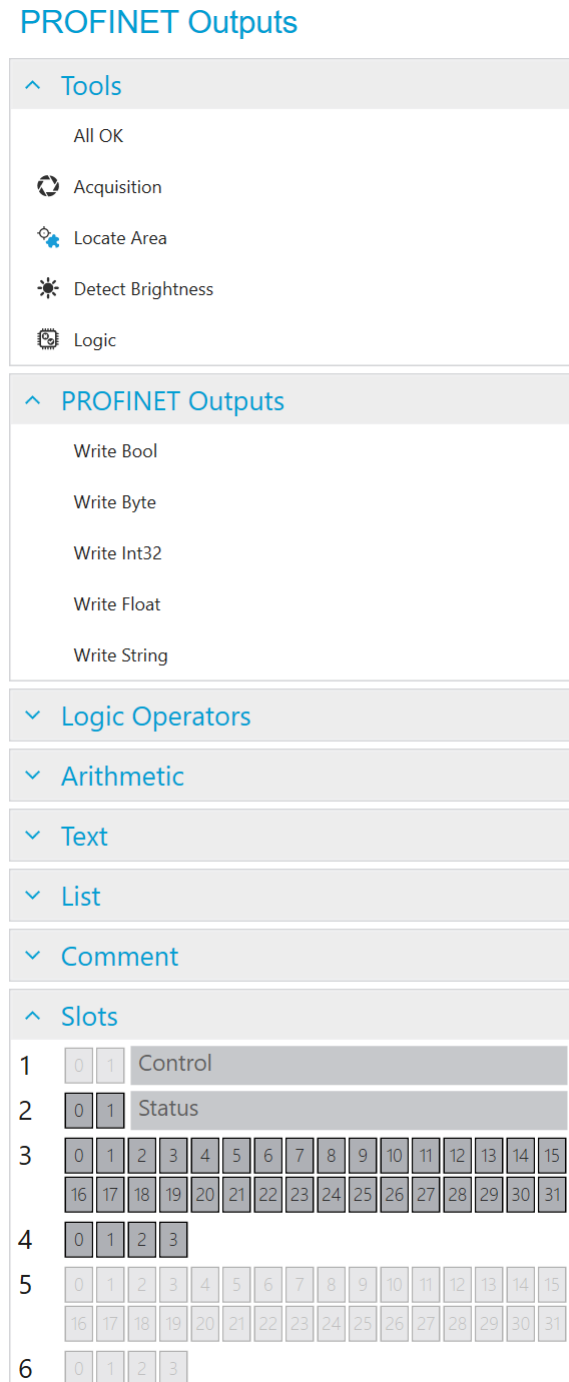 PROFINET Outputs
Tools
All OK
Acquisition
Locate Area
Detect Brightness
Logic
PROFINET Outputs
Write Bool
Write Byte
Write Int32
Write Float
Write String
Logic Operators
Arithmetic
Text
List
Comment
Slots
1 0 1 Control
2 0 1 Status
3 0 1 2 3 4 5 6 7 8 9 10 11 12 13 14 15
16 17 18 19 20 21 22 23 24 25 26 27 28 29 30 31
4 0 1 2 3
5 0 1 2 3 4 5 6 7 8 9 10 11 12 13 14 15
16 17 18 19 20 21 22 23 24 25 26 27 28 29 30 31
6 0 1 2 3